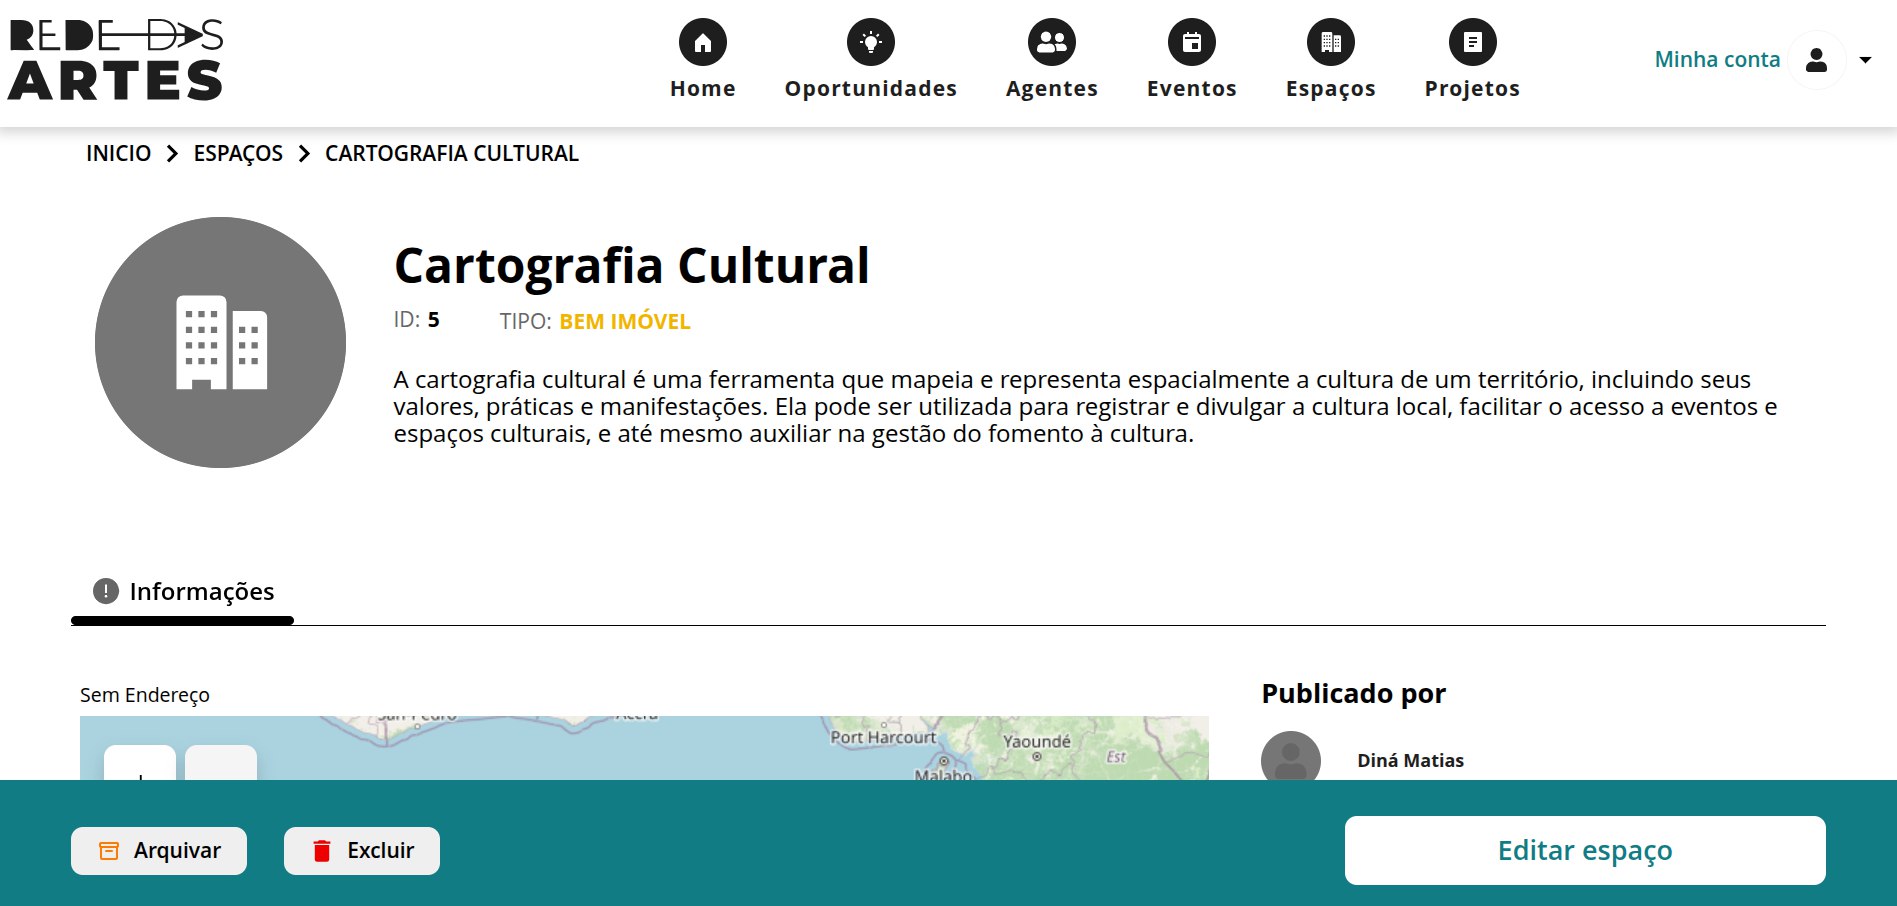 REDE DAS
ARTES
Home
Oportunidades
Agentes
Eventos
Espaços
Projetos
Minha conta
INICIO
ESPAÇOS
CARTOGRAFIA CULTURAL
Cartografia Cultural
ID: 5
TIPO: BEM IMÓVEL
A cartografia cultural é uma ferramenta que mapeia e representa espacialmente a cultura de um território, incluindo seus
valores, práticas e manifestações. Ela pode ser utilizada para registrar e divulgar a cultura local, facilitar o acesso a eventos e
espaços culturais, e até mesmo auxiliar na gestão do fomento à cultura.
Informações
Sem Endereço
Publicado por
San-Pedro
Accra
Port Harcourt
Yaoundé
Est
Malabo
Diná Matias
Arquivar
Excluir
Editar espaço